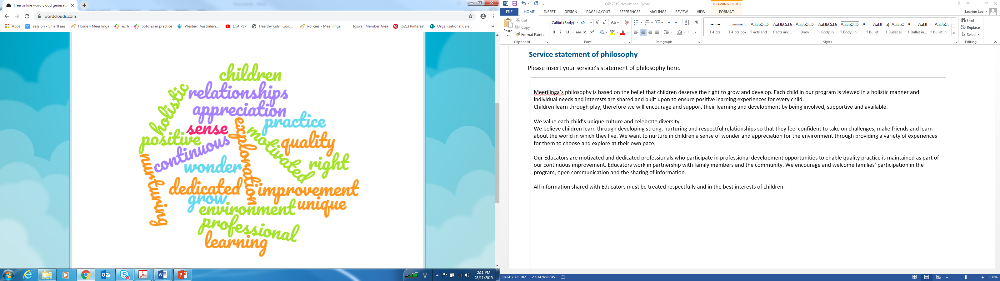 Free online word cloud generato
wordclouds.com
Apps
session - SmartFees
Home - Meerilinga
ecrh
policies in practice
Western Australian...
ECA PLP
Healthy Kids : Guid...
Policies - Meerilinga
Igswa | Member Area
(621) Pinterest
Organisational Cale...
»
children
relationships
holistic
appreciation
practice
sense
exploration
motivated
positive
quality
continuous
nurturing
wonder
right
dedicated
improvement
grow
unique
environment
professional
learning
2:11 PM
28/11/2019
QIP 2019 November - Word
DRAWING TOOLS
FILE HOME INSERT DESIGN PAGE LAYOUT REFERENCES MAILINGS REVIEW VIEW FORMAT
Leanne Lee
Paste
Cut
Copy
Format Painter
Clipboard
Calibri (Body) 40
Font
Paragraph
AaBbCcDı AaBbCcDı AaBbCcDı AaBbCcDı AaBbCcDı AaBl a) AaBbC AaBl – AaBbCc
¶ 4 pts ¶ 4 pts box ¶ acts and... ¶ acts and... Body ¶ Body in... ¶ Body lin... ¶ Bullet ¶ Bullet al... ¶ Bullet in... ¶ Bullet in...
Styles
Find
Replace
Select
Editing
Service statement of philosophy
Please insert your service's statement of philosophy here.
Meerilinga's philosophy is based on the belief that children deserve the right to grow and develop. Each child in our program is viewed in a holistic manner and
individual needs and interests are shared and built upon to ensure positive learning experiences for every child.
Children learn through play, therefore we will encourage and support their learning and development by being involved, supportive and available.
We value each child's unique culture and celebrate diversity.
We believe children learn through developing strong, nurturing and respectful relationships so that they feel confident to take on challenges, make friends and learn
about the world in which they live. We want to nurture in children a sense of wonder and appreciation for the environment through providing a variety of experiences
for them to choose and explore at their own pace.
Our Educators are motivated and dedicated professionals who participate in professional development opportunities to enable quality practice is maintained as part of
our continuous improvement. Educators work in partnership with family members and the community. We encourage and welcome families' participation in the
program, open communication and the sharing of information.
All information shared with Educators must be treated respectfully and in the best interests of children.
PAGE 7 OF 102 29014 WORDS
130%